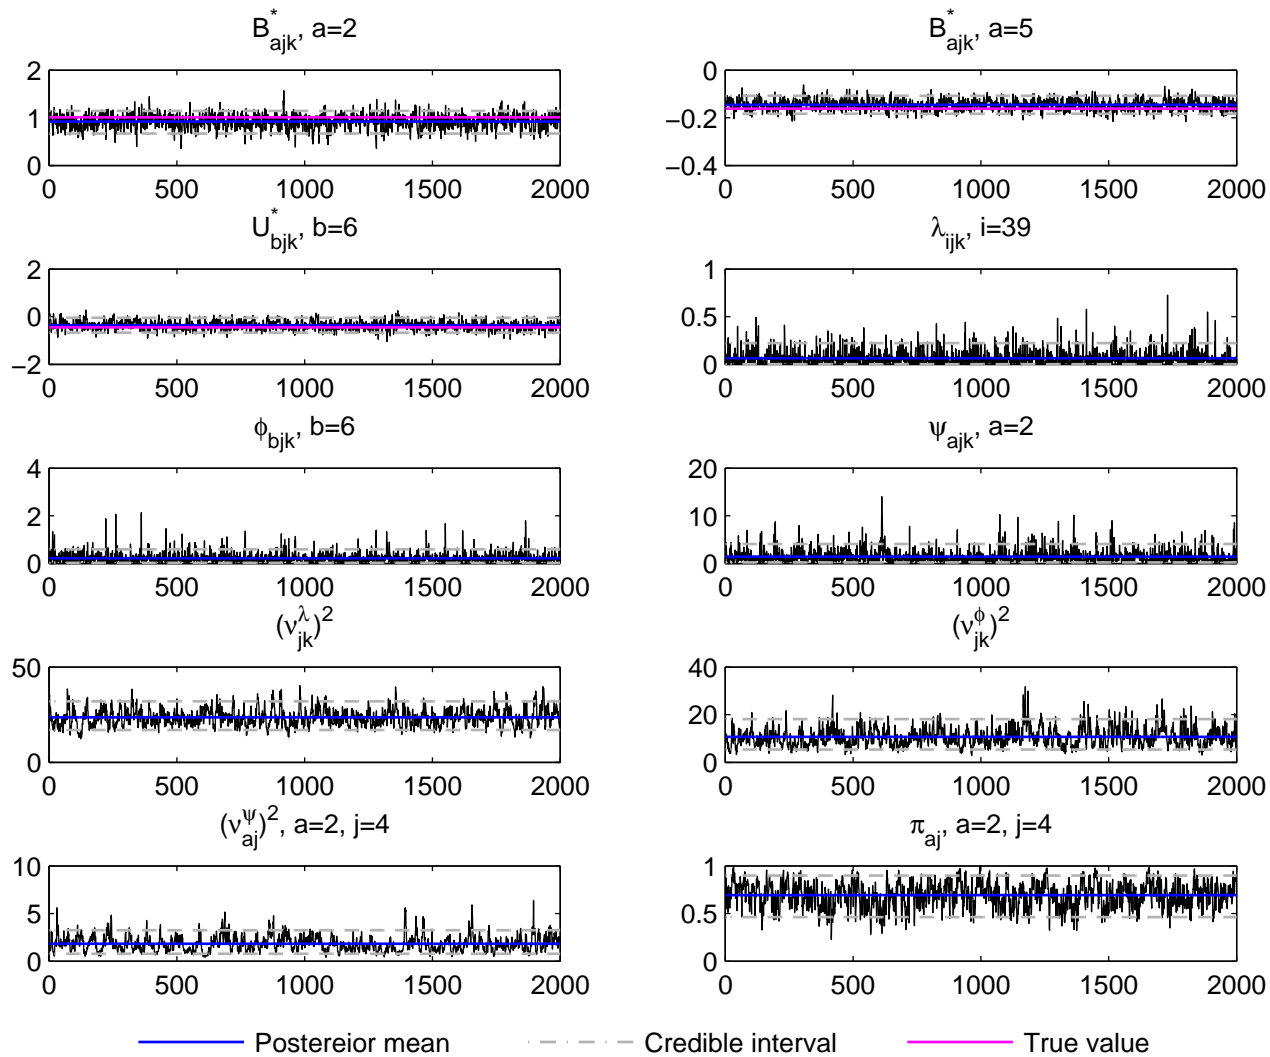 B*ajk, a=2
B*ajk, a=5
2
1
0
0 500 1000 1500 2000
0
−0.2
−0.4
0 500 1000 1500 2000
U*bjk, b=6
λijk, i=39
2
0
−2
0 500 1000 1500 2000
1
0.5
0
0 500 1000 1500 2000
ϕbjk, b=6
ψajk, a=2
4
2
0
0 500 1000 1500 2000
20
10
0
0 500 1000 1500 2000
(νλjk)2
(νϕjk)2
50
0
0 500 1000 1500 2000
40
20
0
0 500 1000 1500 2000
(νψaj)2, a=2, j=4
πaj, a=2, j=4
10
5
0
0 500 1000 1500 2000
1
0.5
0
0 500 1000 1500 2000
Postereior mean
Credible interval
True value